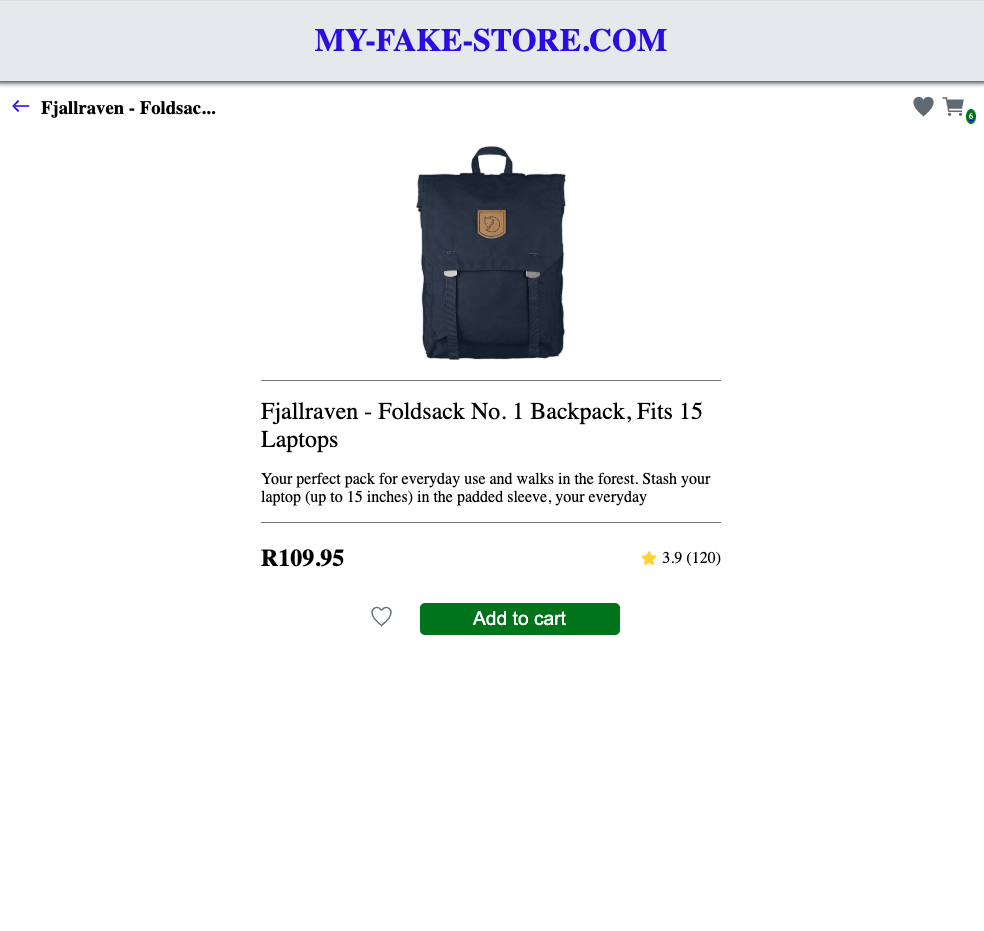 MY-FAKE-STORE.COM
Fjallraven - Foldsac...
6
Fjallraven - Foldsack No. 1 Backpack, Fits 15
Laptops
Your perfect pack for everyday use and walks in the forest. Stash your
laptop (up to 15 inches) in the padded sleeve, your everyday
R109.95
3.9 (120)
Add to cart